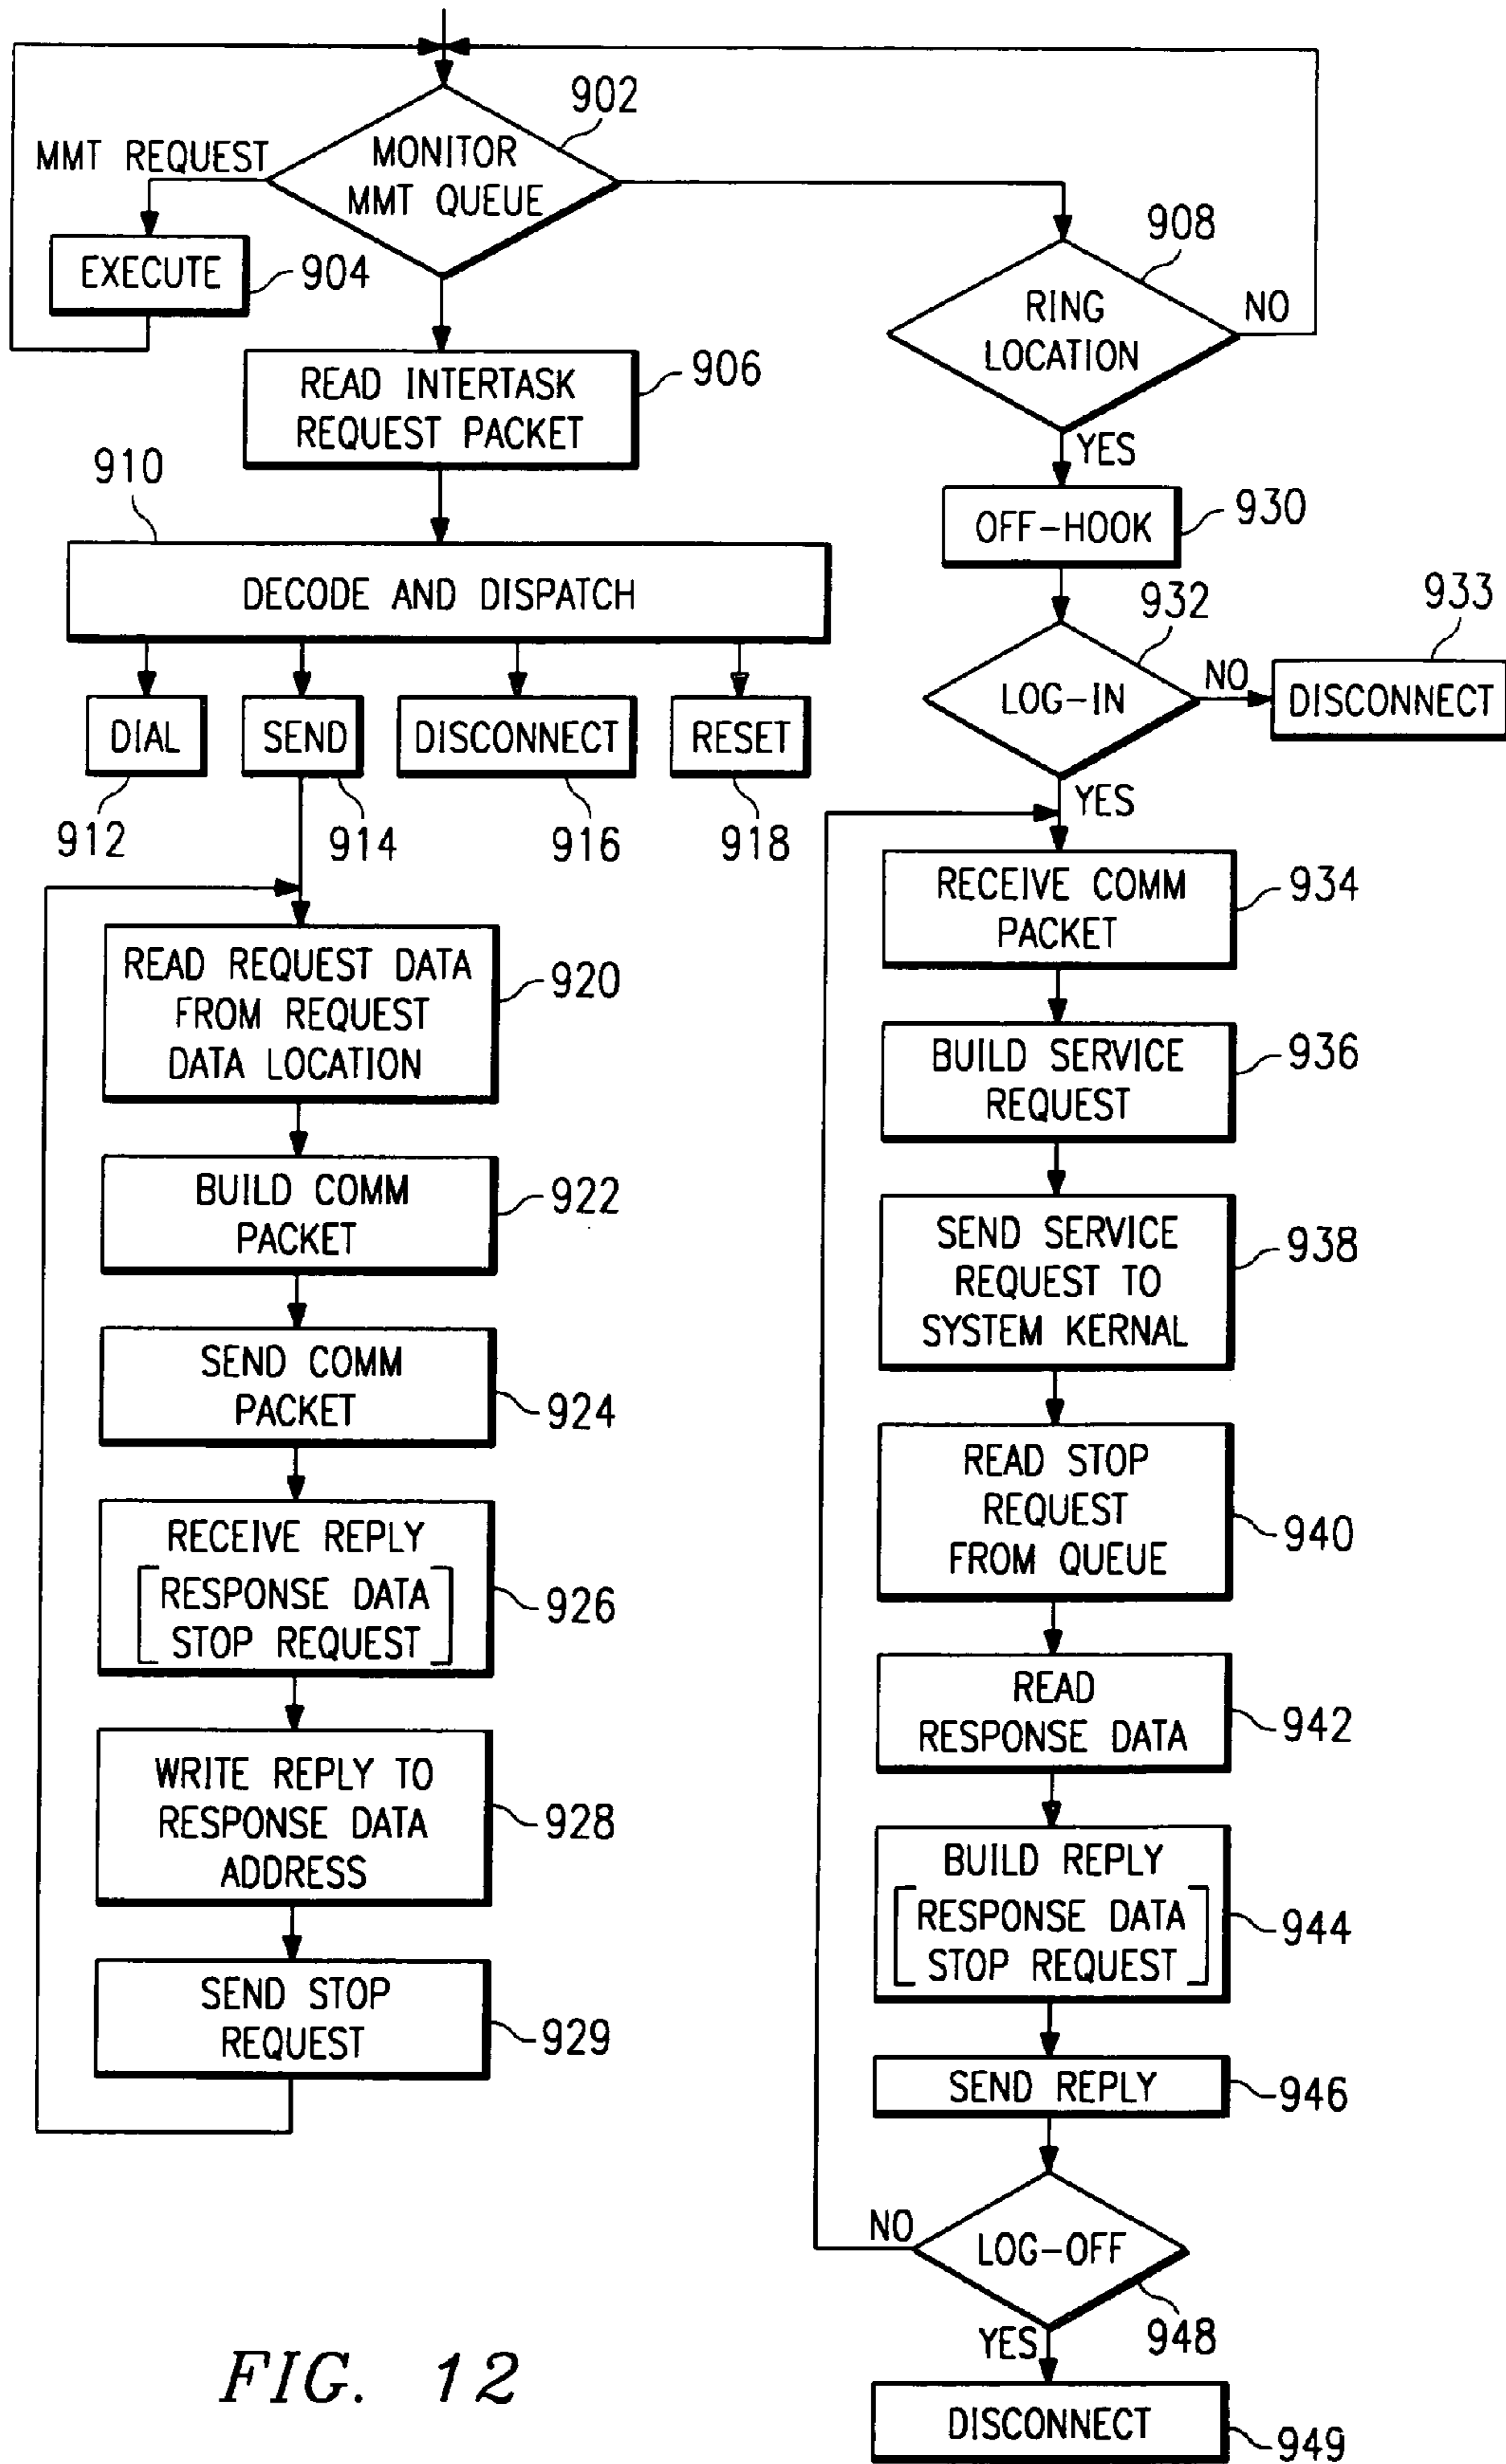 902
MONITOR
MMT QUEUE
MMT REQUEST
EXECUTE
904
908
RING
LOCATION
NO
YES
READ INTERTASK
REQUEST PACKET
906
910
DECODE AND DISPATCH
DIAL
SEND
DISCONNECT
RESET
912
914
916
918
READ REQUEST DATA
FROM REQUEST
DATA LOCATION
920
BUILD COMM
PACKET
922
SEND COMM
PACKET
924
RECEIVE REPLY
RESPONSE DATA
STOP REQUEST
926
WRITE REPLY TO
RESPONSE DATA
ADDRESS
928
SEND STOP
REQUEST
929
OFF-HOOK
930
932
LOG-IN
NO
933
DISCONNECT
YES
RECEIVE COMM
PACKET
934
BUILD SERVICE
REQUEST
936
SEND SERVICE
REQUEST TO
SYSTEM KERNAL
938
READ STOP
REQUEST
FROM QUEUE
940
READ
RESPONSE DATA
942
BUILD REPLY
RESPONSE DATA
STOP REQUEST
944
SEND REPLY
946
NO
LOG-OFF
948
YES
DISCONNECT
949
FIG. 12